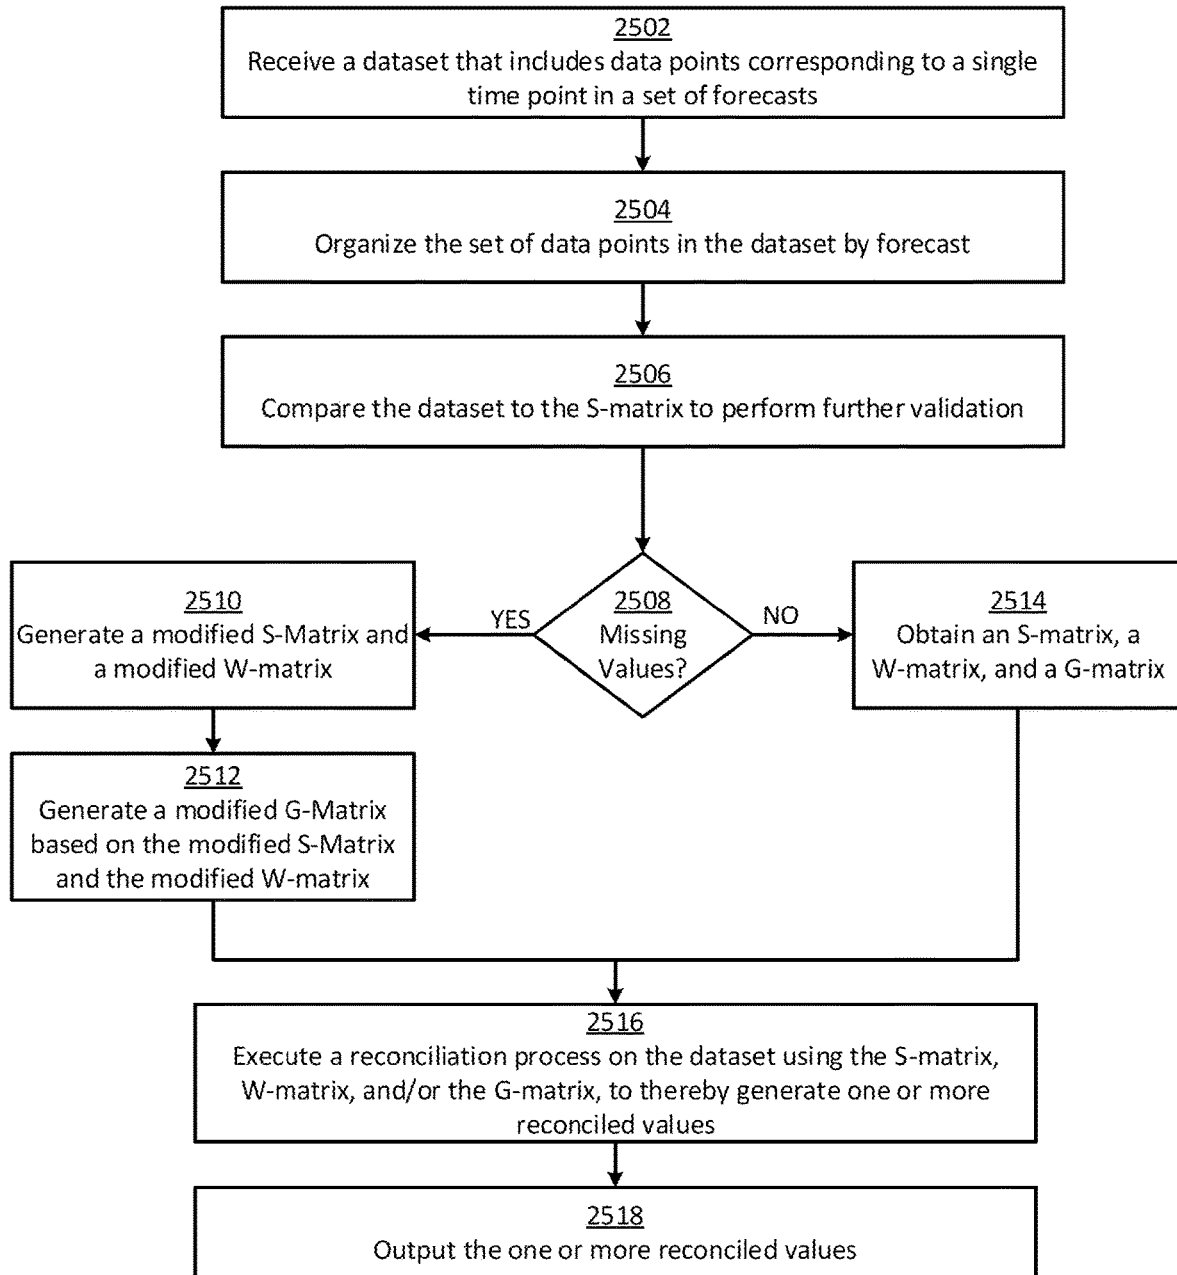 2502
Receive a dataset that includes data points corresponding to a single
time point in a set of forecasts
2504
Organize the set of data points in the dataset by forecast
2506
Compare the dataset to the S-matrix to perform further validation
2508
Missing
Values?
YES
NO
2510
Generate a modified S-Matrix and
a modified W-matrix
2514
Obtain an S-matrix, a
W-matrix, and a G-matrix
2512
Generate a modified G-Matrix
based on the modified S-Matrix
and the modified W-matrix
2516
Execute a reconciliation process on the dataset using the S-matrix,
W-matrix, and/or the G-matrix, to thereby generate one or more
reconciled values
2518
Output the one or more reconciled values